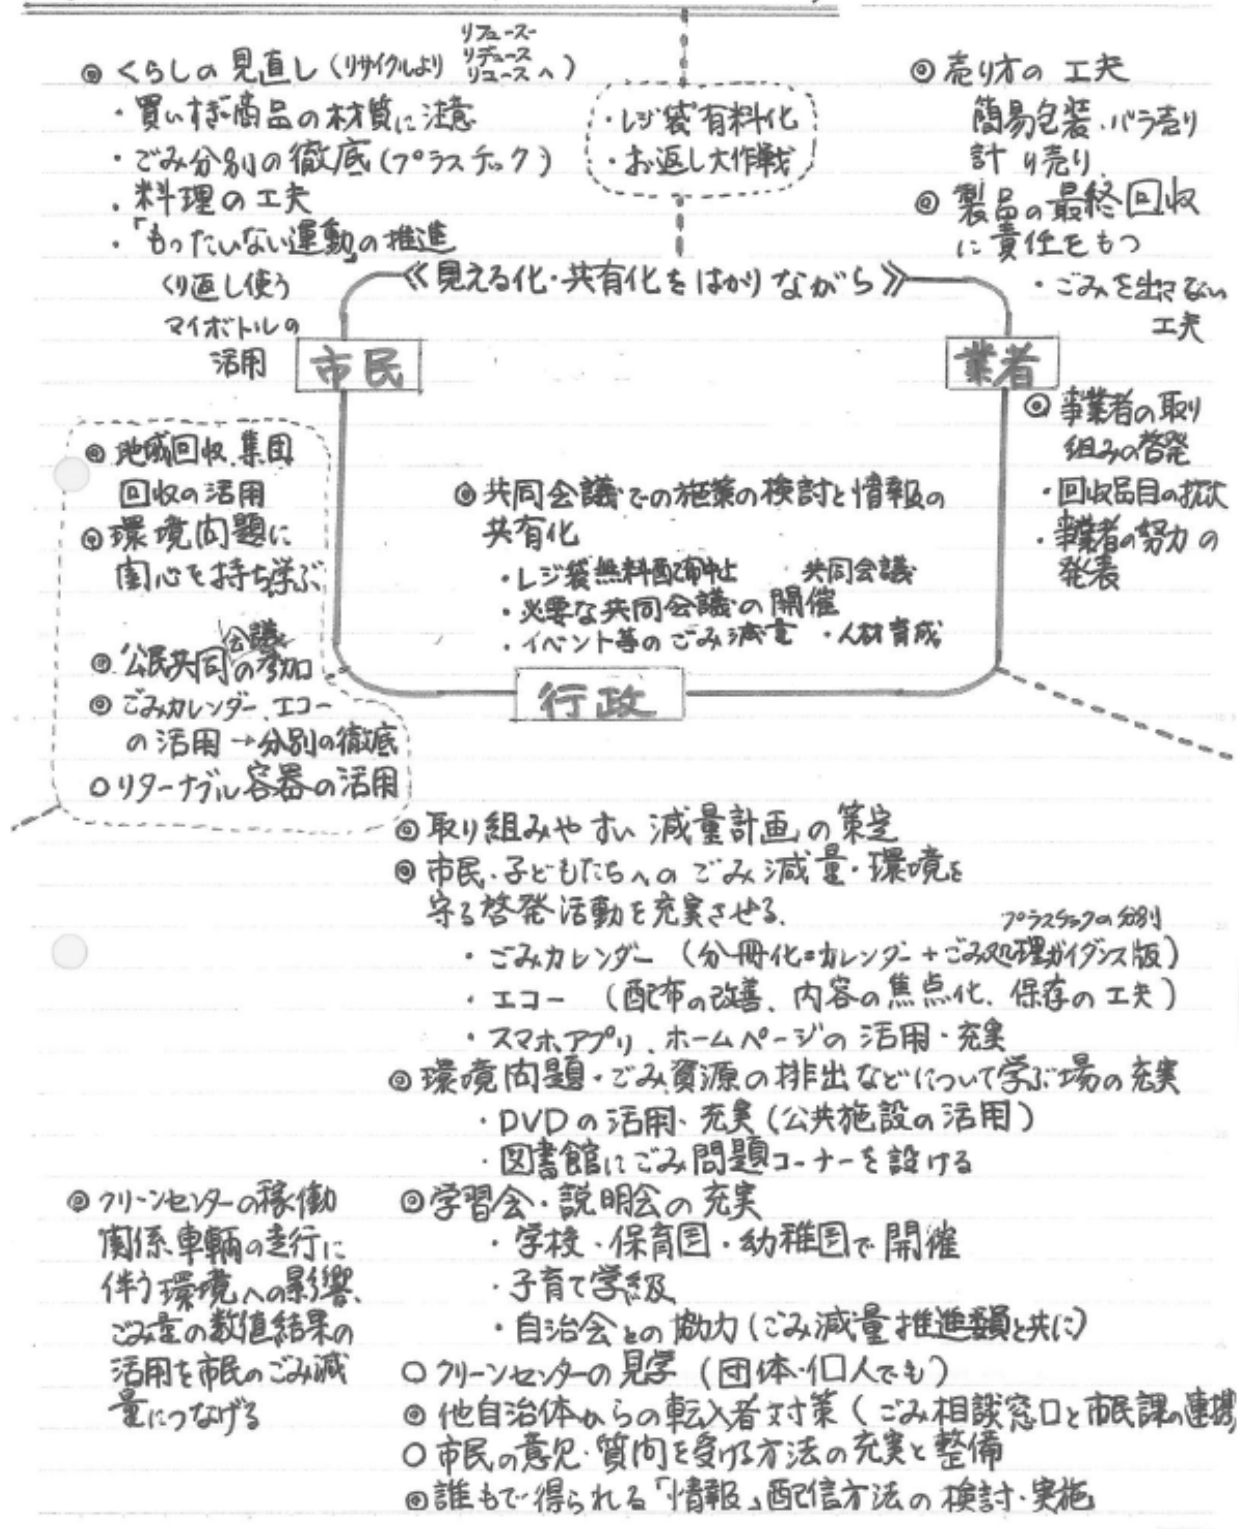 ◎くらしの見直し(リサイクルより リフューズ リデュース リユースへ)
・買いすぎ・商品の材質に注意
・ごみ分別の徹底(プラスチック)
・料理の工夫
・「もったいない運動」の推進
くり返し使う
マイボトルの
活用
・レジ袋有料化
・お返し大作戦
◎売り方の工夫
簡易包装・バラ売り
計り売り
◎製品の最終回収
に責任をもつ
・ごみを出さない
工夫
《見える化・共有化をはかりながら》
市民
業者
◎事業者の取り
組みの啓発
・回収品目の拡大
・事業者の努力の
発表
◎地域回収、集団
回収の活用
◎環境問題に
関心を持ち学ぶ
◎公民共同会議の参加
◎ごみカレンダー、エコー
の活用→分別の徹底
○リターナブル容器の活用
◎共同会議での施策の検討と情報の
共有化
・レジ袋無料配布中止 共同会議
・必要な共同会議の開催
・イベント等のごみ減量 ・人材育成
行政
◎取り組みやすい減量計画の策定
◎市民・子どもたちへのごみ減量・環境を
守る啓発活動を充実させる.
プラスチックの分別
・ごみカレンダー (分冊化=カレンダー+ごみ処理ガイダンス版)
・エコー (配布の改善、内容の焦点化、保存の工夫)
・スマホアプリ、ホームページの活用・充実
◎環境問題・ごみ資源の排出などについて学ぶ場の充実
・DVDの活用・充実(公共施設の活用)
・図書館にごみ問題コーナーを設ける
◎学習会・説明会の充実
・学校・保育園・幼稚園で開催
・子育て学級
・自治会との協力(ごみ減量推進委員と共に)
○クリーンセンターの見学 (団体・個人でも)
◎他自治体からの転入者対策(ごみ相談窓口と市民課の連携
○市民の意見・質問を受ける方法の充実と整備
◎誰もが得られる「情報」配信方法の検討・実施
◎クリーンセンターの稼働
関係車輌の走行に
伴う環境への影響、
ごみ量の数値結果の
活用を市民のごみ減
量につなげる